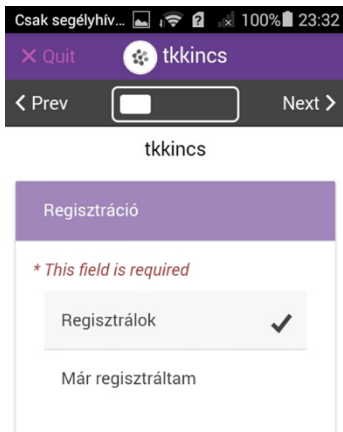 Csak segélyhív... 100% 23:32
× Quit tkkincs
< Prev Next >
tkkincs
Regisztráció
* This field is required
Regisztrálok
Már regisztráltam